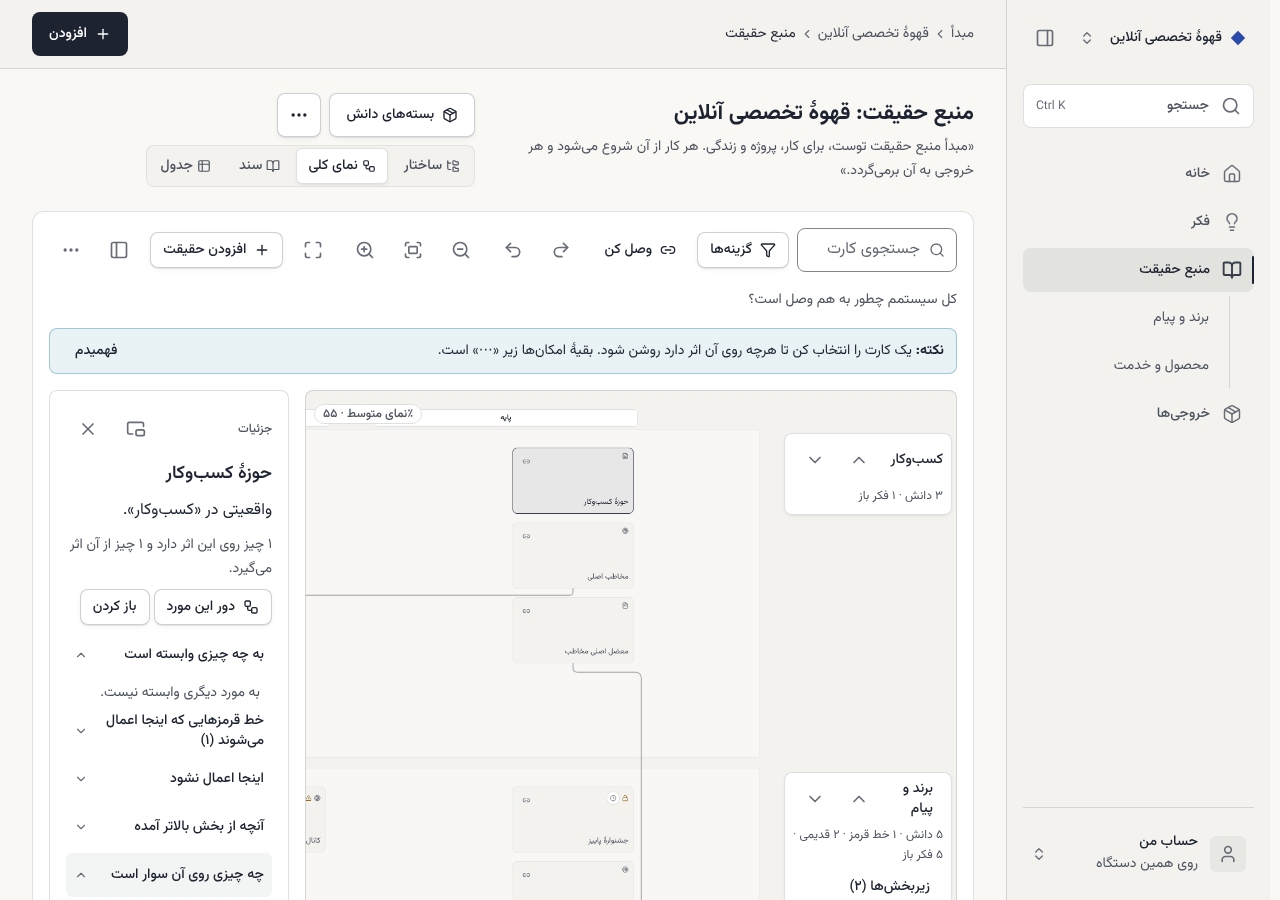 قهوهٔ تخصصی آنلاین
جستجو
Ctrl K
خانه
فکر
منبع حقیقت
برند و پیام
محصول و خدمت
خروجی‌ها
حساب من
روی همین دستگاه
مبدأ › قهوهٔ تخصصی آنلاین › منبع حقیقت
افزودن
منبع حقیقت: قهوهٔ تخصصی آنلاین
«مبدأ منبع حقیقت توست، برای کار، پروژه و زندگی. هر کار از آن شروع می‌شود و هر
خروجی به آن برمی‌گردد.»
بسته‌های دانش
ساختار
نمای کلی
سند
جدول
جستجوی کارت
گزینه‌ها
وصل کن
افزودن حقیقت
کل سیستمم چطور به هم وصل است؟
نکته: یک کارت را انتخاب کن تا هرچه روی آن اثر دارد روشن شود. بقیهٔ امکان‌ها زیر «⋯» است.
فهمیدم
پایه
نمای متوسط · ۵۵٪
کسب‌وکار
۳ دانش · ۱ فکر باز
حوزهٔ کسب‌وکار
مخاطب اصلی
معضل اصلی مخاطب
برند و
پیام
۵ دانش · ۱ خط قرمز · ۲ قدیمی ·
۵ فکر باز
زیربخش‌ها (۲)
جشنوارهٔ پاییز
کانال
جزئیات
حوزهٔ کسب‌وکار
واقعیتی در «کسب‌وکار».
۱ چیز روی این اثر دارد و ۱ چیز از آن اثر
می‌گیرد.
دور این مورد
باز کردن
به چه چیزی وابسته است
به مورد دیگری وابسته نیست.
خط قرمزهایی که اینجا اعمال
می‌شوند (۱)
اینجا اعمال نشود
آنچه از بخش بالاتر آمده
چه چیزی روی آن سوار است